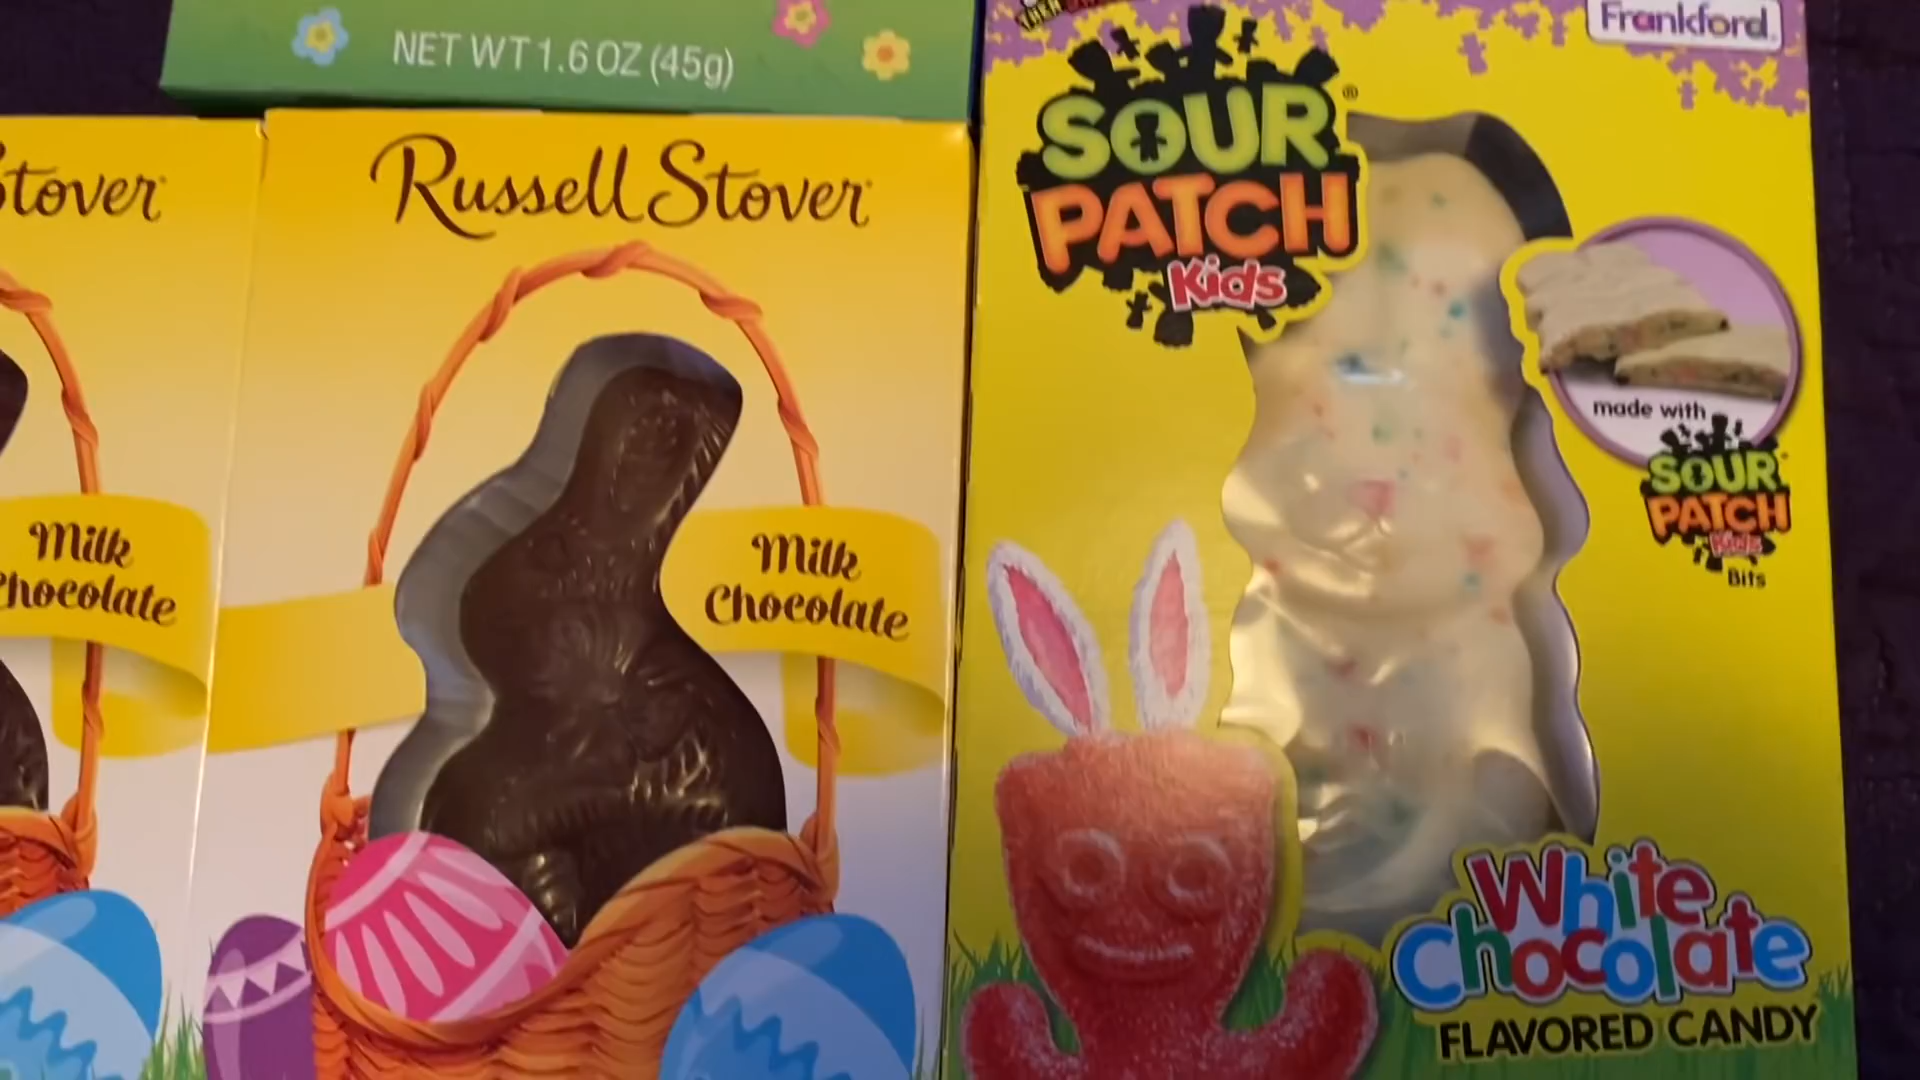 NET WT 1.6 OZ (45g)
Stover
Milk
Chocolate
Russell Stover
Milk
Chocolate
THEN
Frankford
SOUR
PATCH
Kids
made with
SOUR
PATCH
Kids
Bits
White
Chocolate
FLAVORED CANDY